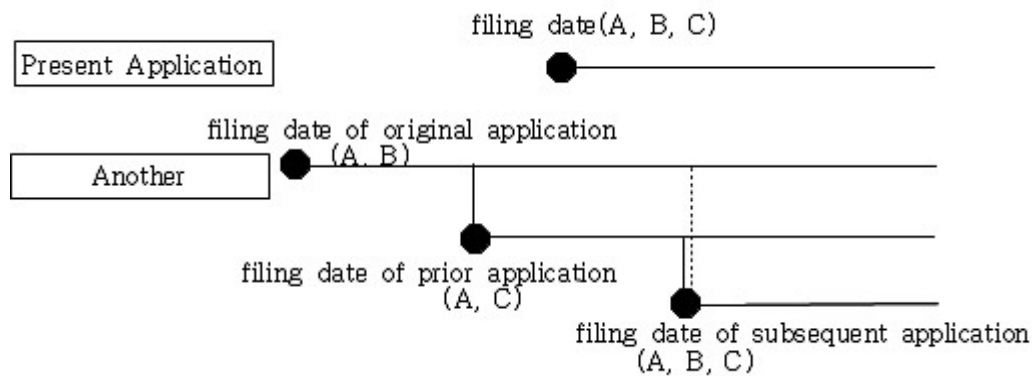 filing date(A, B, C)
Present Application
filing date of original application
(A. B)
Another
filing date of prior application
(A, C)
filing date of subsequent application
(A, B, C)